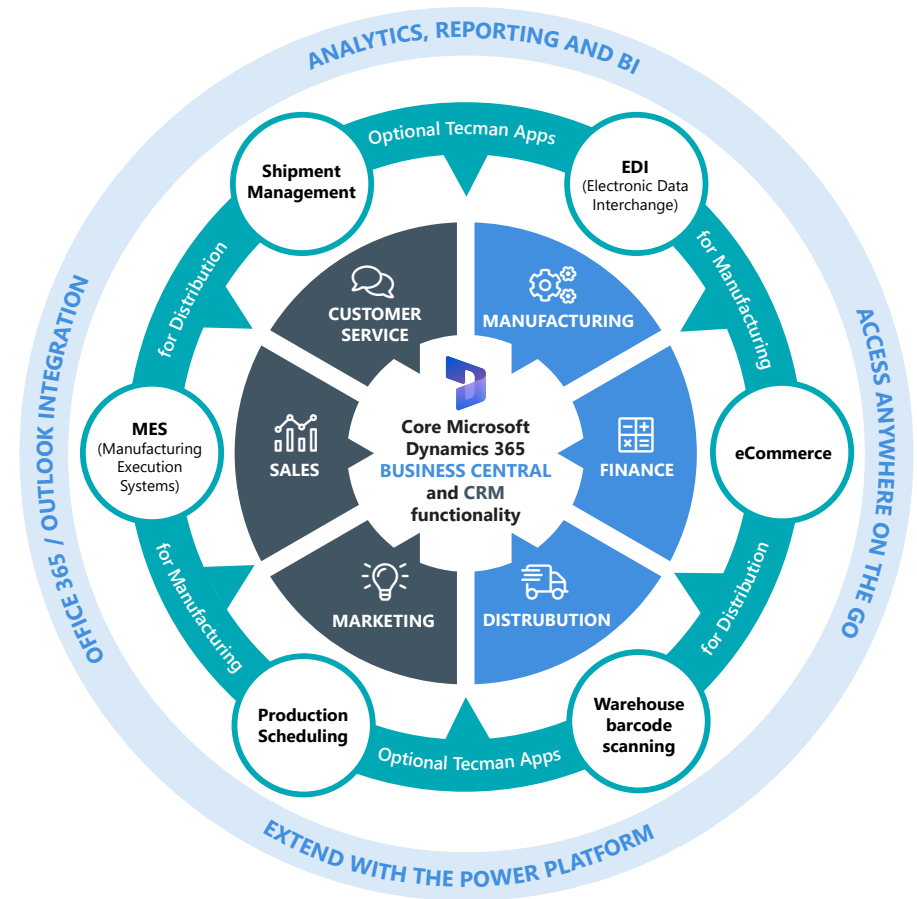 ANALYTICS, REPORTING AND BI
Optional Tecman Apps
Shipment
Management
EDI
(Electronic Data
Interchange)
for Distribution
for Manufacturing
CUSTOMER
SERVICE
MANUFACTURING
OFFICE 365 / OUTLOOK INTEGRATION
ACCESS ANYWHERE ON THE GO
MES
(Manufacturing
Execution
Systems)
SALES
Core Microsoft
Dynamics 365
BUSINESS CENTRAL
and CRM
functionality
FINANCE
eCommerce
for Manufacturing
for Distribution
MARKETING
DISTRUBUTION
Production
Scheduling
Warehouse
barcode
scanning
Optional Tecman Apps
EXTEND WITH THE POWER PLATFORM